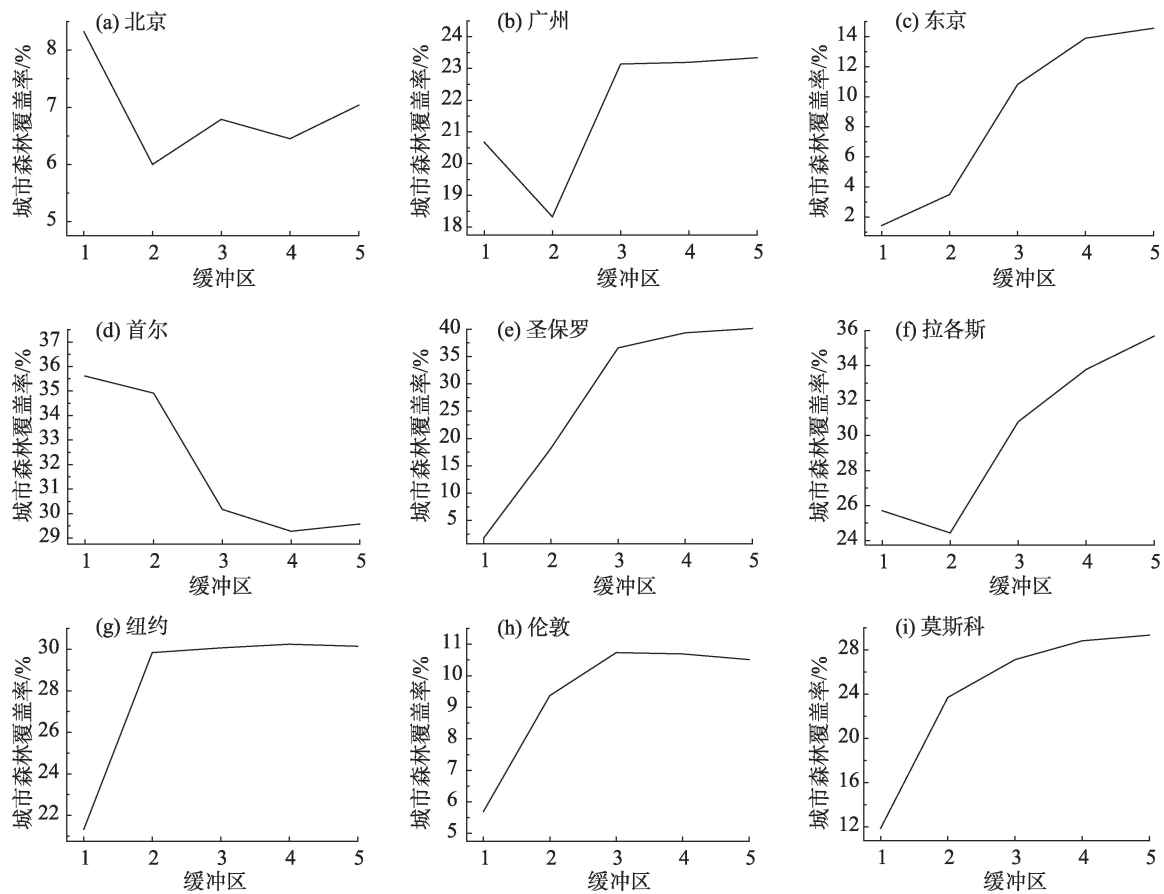 (a) 北京
城市森林覆盖率/%
8
7
6
5
1 2 3 4 5
缓冲区
(b) 广州
城市森林覆盖率/%
24
23
22
21
20
19
18
1 2 3 4 5
缓冲区
(c) 东京
城市森林覆盖率/%
14
12
10
8
6
4
2
1 2 3 4 5
缓冲区
(d) 首尔
城市森林覆盖率/%
37
36
35
34
33
32
31
30
29
1 2 3 4 5
缓冲区
(e) 圣保罗
城市森林覆盖率/%
40
35
30
25
20
15
10
5
1 2 3 4 5
缓冲区
(f) 拉各斯
城市森林覆盖率/%
36
34
32
30
28
26
24
1 2 3 4 5
缓冲区
(g) 纽约
城市森林覆盖率/%
30
28
26
24
22
1 2 3 4 5
缓冲区
(h) 伦敦
城市森林覆盖率/%
11
10
9
8
7
6
5
1 2 3 4 5
缓冲区
(i) 莫斯科
城市森林覆盖率/%
28
24
20
16
12
1 2 3 4 5
缓冲区